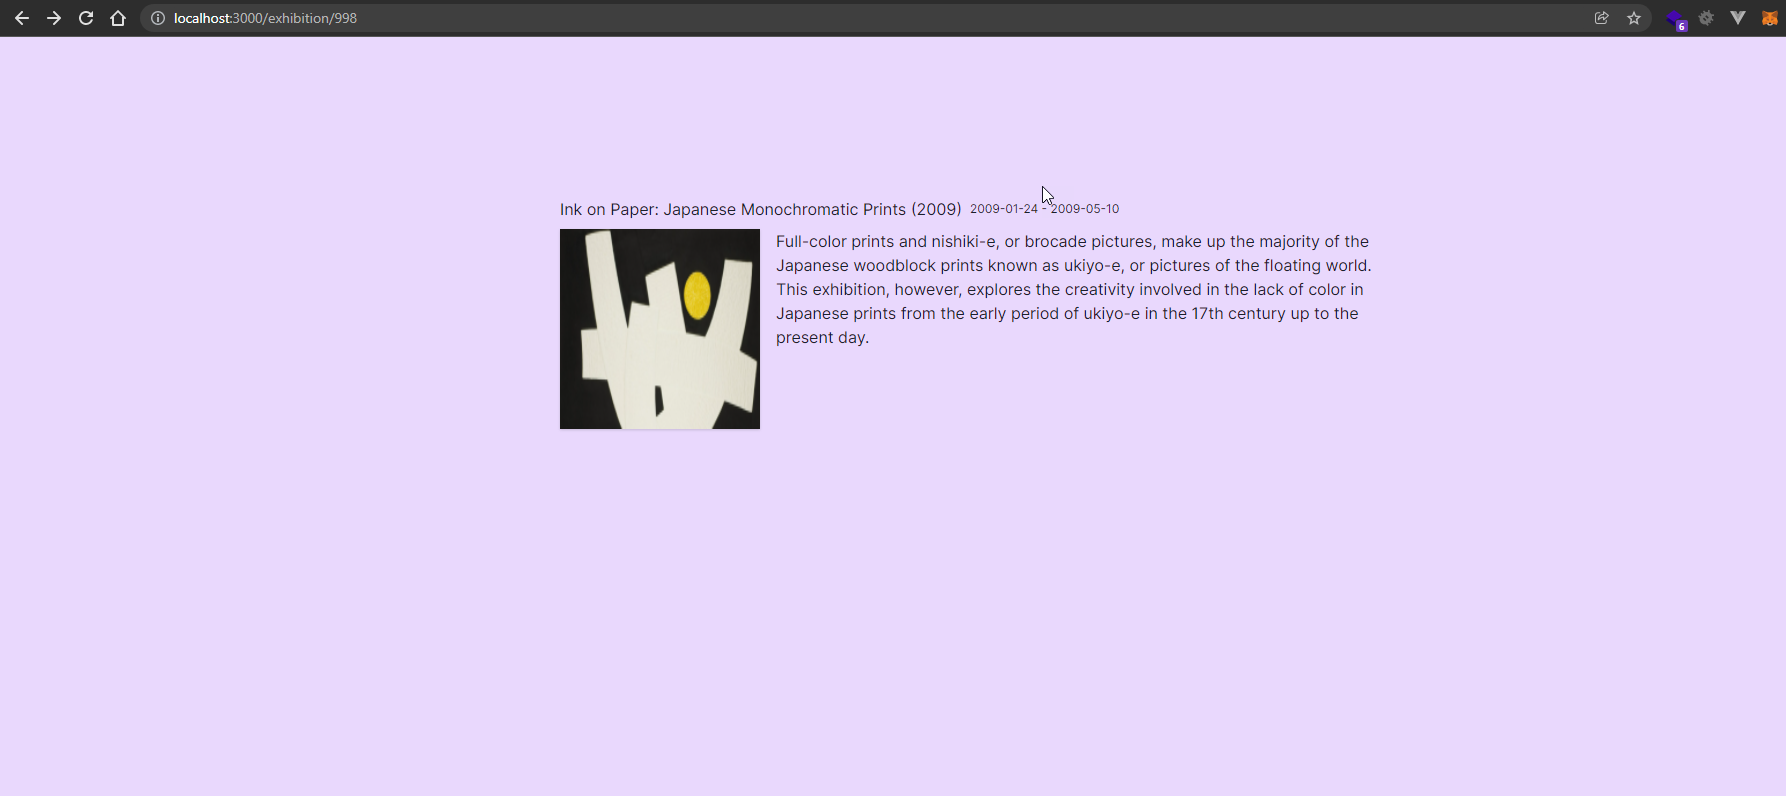 localhost:3000/exhibition/998
6
Ink on Paper: Japanese Monochromatic Prints (2009) 2009-01-24 - 2009-05-10
Full-color prints and nishiki-e, or brocade pictures, make up the majority of the
Japanese woodblock prints known as ukiyo-e, or pictures of the floating world.
This exhibition, however, explores the creativity involved in the lack of color in
Japanese prints from the early period of ukiyo-e in the 17th century up to the
present day.